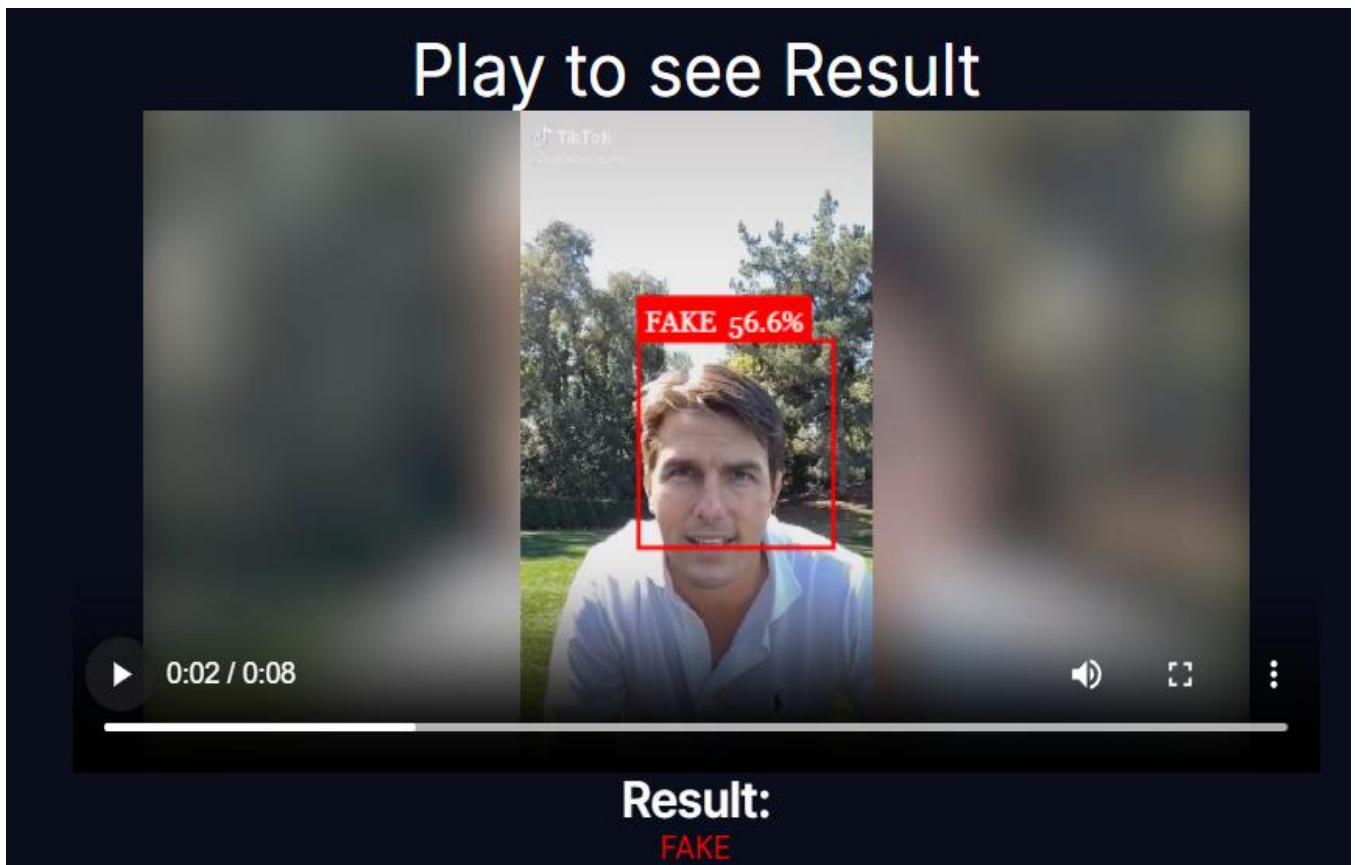 Play to see Result
TikTok
FAKE 56.6%
0:02 / 0:08
Result:
FAKE